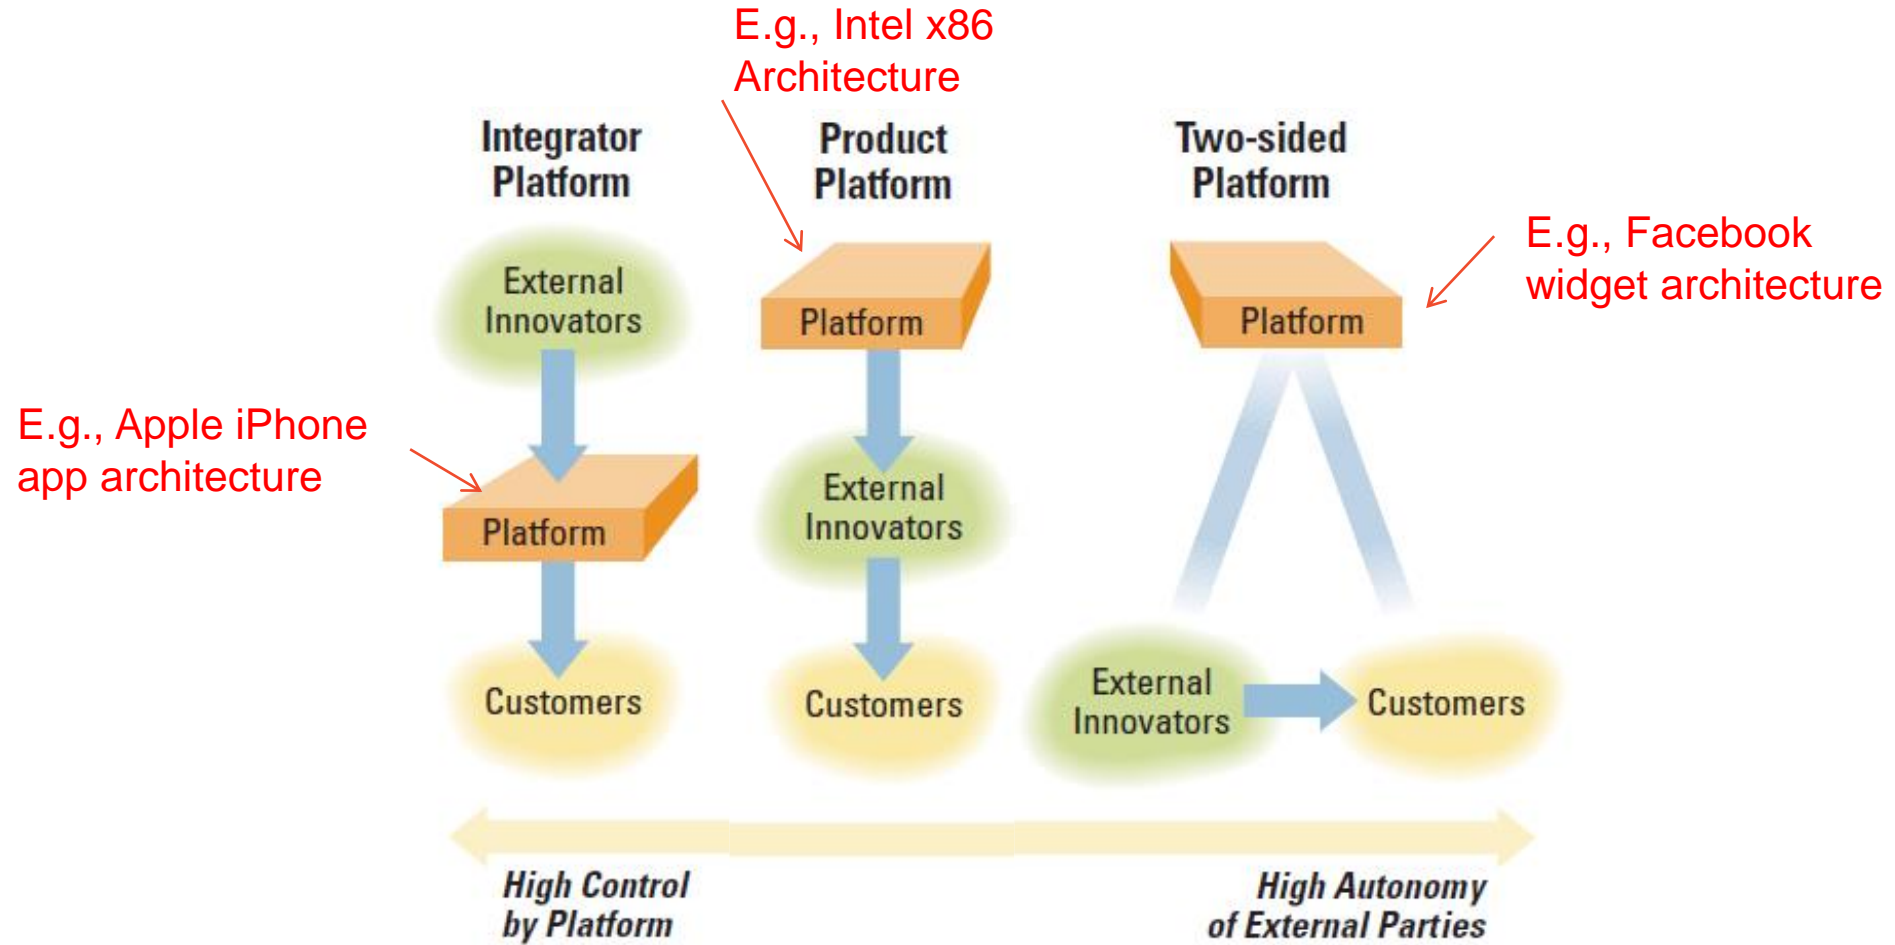 E.g., Intel x86
Architecture
Integrator
Platform
Product
Platform
Two-sided
Platform
E.g., Facebook
widget architecture
E.g., Apple iPhone
app architecture
External
Innovators
Platform
Customers
Platform
External
Innovators
Customers
Platform
External
Innovators
Customers
High Control
by Platform
High Autonomy
of External Parties